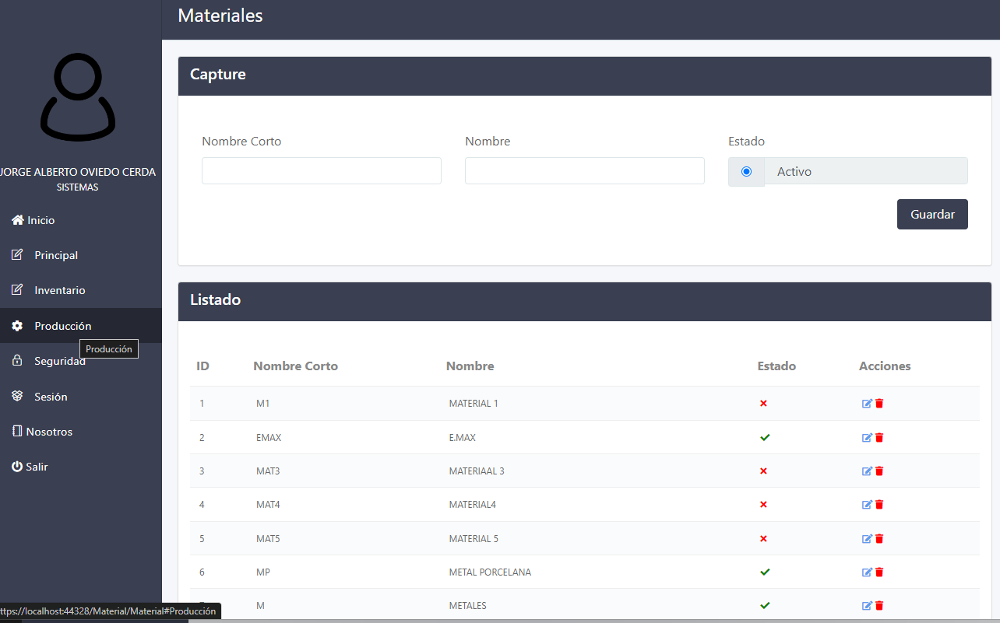 Materiales
JORGE ALBERTO OVIEDO CERDA
SISTEMAS
Inicio
Principal
Inventario
Producción
Producción
Seguridad
Sesión
Nosotros
Salir
Capture
Nombre Corto Nombre Estado
Activo
Guardar
Listado
ID Nombre Corto Nombre Estado Acciones
1 M1 MATERIAL 1
2 EMAX E.MAX
3 MAT3 MATERIAAL 3
4 MAT4 MATERIAL4
5 MAT5 MATERIAL 5
6 MP METAL PORCELANA
M METALES
ttps://localhost:44328/Material/Material#Producción